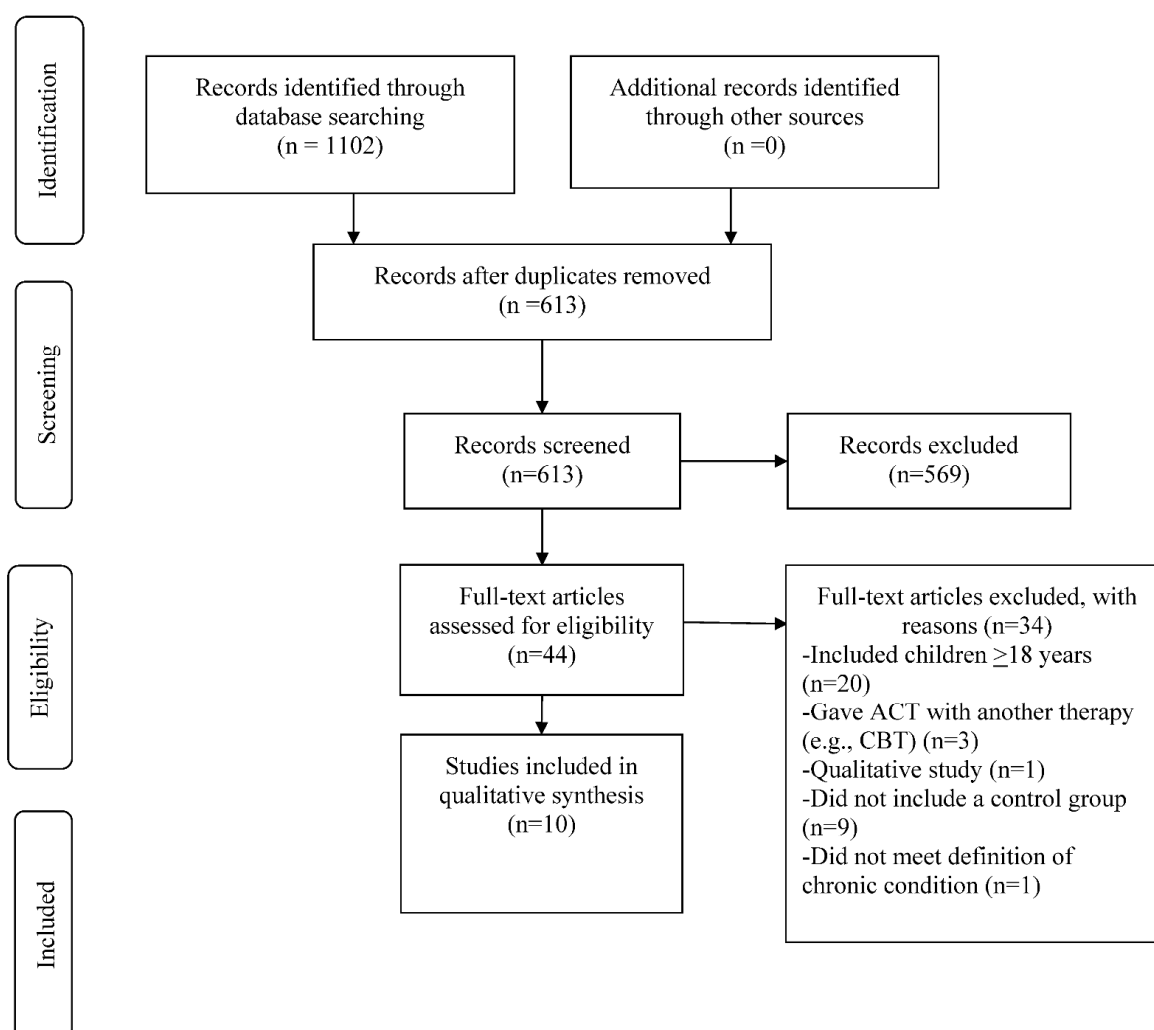 Identification
Records identified through
database searching
(n = 1102)
Additional records identified
through other sources
(n =0)
Screening
Records after duplicates removed
(n =613)
Records screened
(n=613)
Records excluded
(n=569)
Eligibility
Full-text articles
assessed for eligibility
(n=44)
Full-text articles excluded, with
reasons (n=34)
-Included children ≥18 years
(n=20)
-Gave ACT with another therapy
(e.g., CBT) (n=3)
-Qualitative study (n=1)
-Did not include a control group
(n=9)
-Did not meet definition of
chronic condition (n=1)
Included
Studies included in
qualitative synthesis
(n=10)